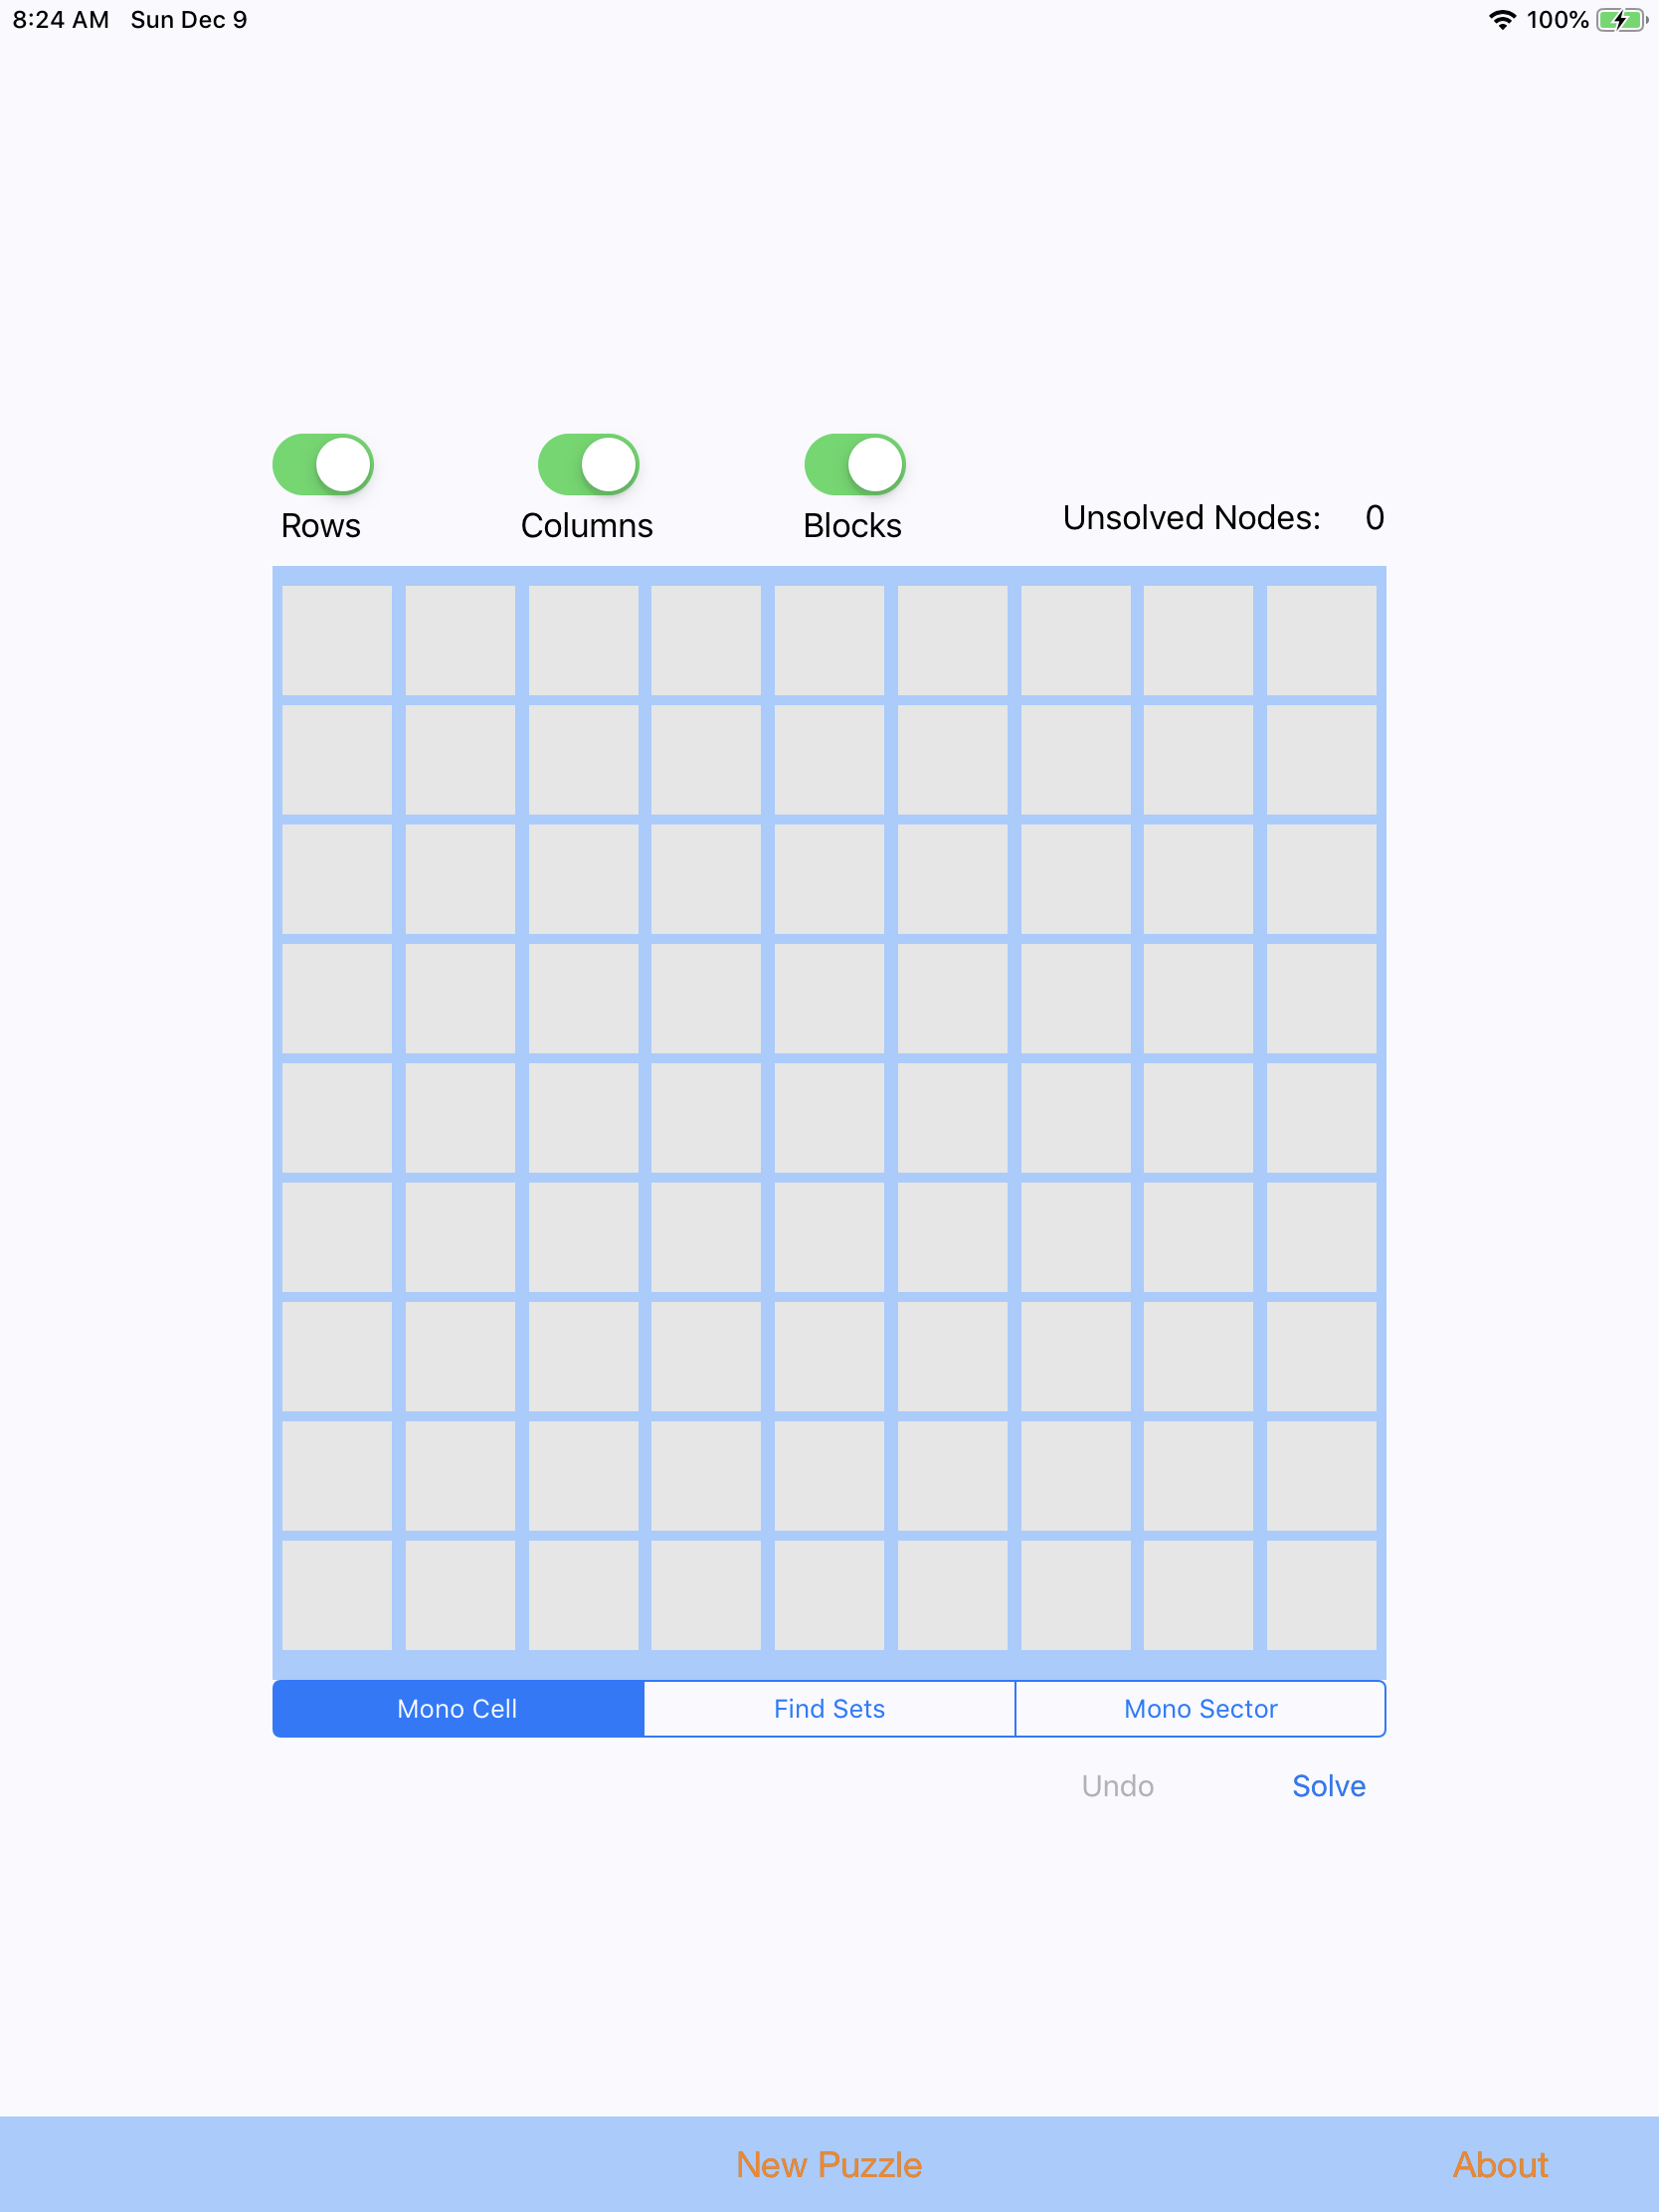 8:24 AM Sun Dec 9 100%
Rows Columns Blocks Unsolved Nodes: 0
Mono Cell Find Sets Mono Sector
Undo Solve
New Puzzle About